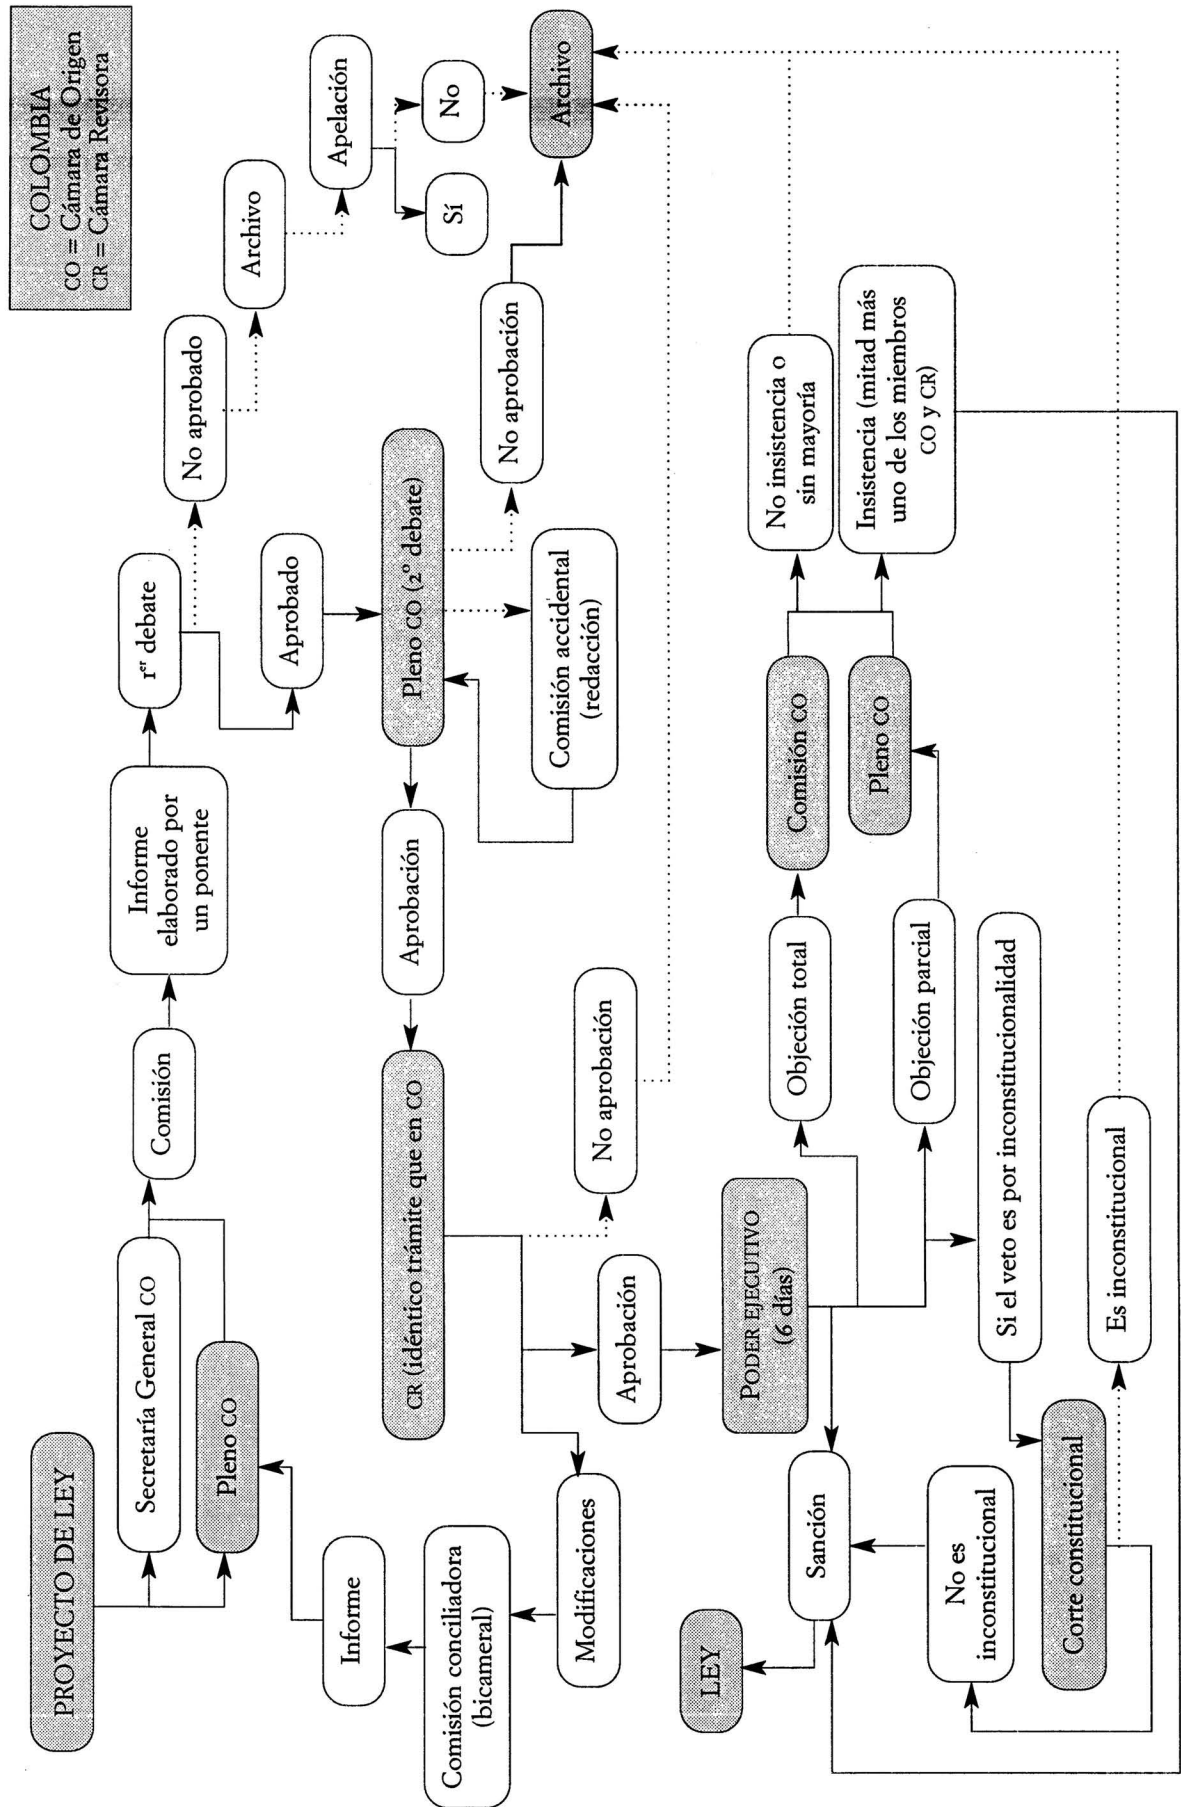 COLOMBIA
CO = Cámara de Origen
CR = Cámara Revisora
PROYECTO DE LEY
Secretaría General CO
Pleno CO
Comisión
Informe
elaborado por
un ponente
1er debate
No aprobado
Archivo
Apelación
Sí
No
Archivo
Aprobado
Pleno CO (2º debate)
Comisión accidental
(redacción)
No aprobación
Aprobación
CR (idéntico trámite que en CO)
No aprobación
Aprobación
Modificaciones
Comisión conciliadora
(bicameral)
Informe
PODER EJECUTIVO
(6 días)
Sanción
LEY
Objeción total
Objeción parcial
Comisión CO
Pleno CO
No insistencia o
sin mayoría
Insistencia (mitad más
uno de los miembros
CO y CR)
Si el veto es por inconstitucionalidad
Corte constitucional
No es
inconstitucional
Es inconstitucional